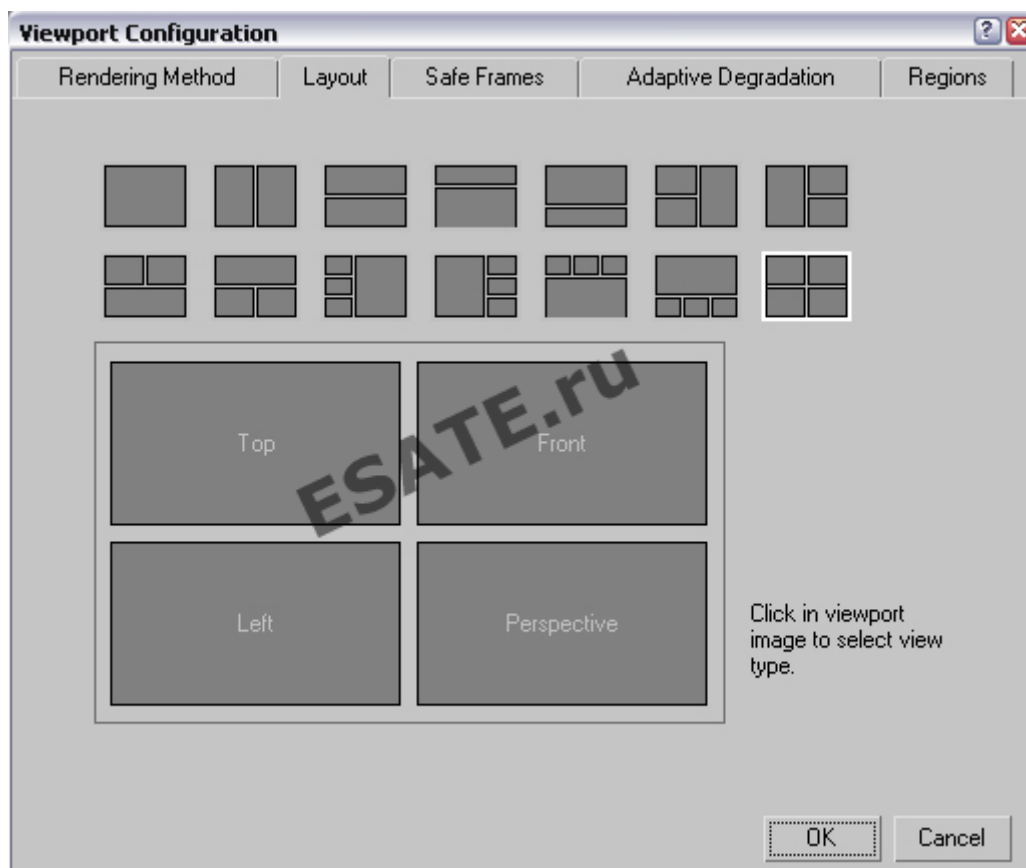 Viewport Configuration
Rendering Method Layout Safe Frames Adaptive Degradation Regions
Top Front
ESATE.ru
Left Perspective
Click in viewport
image to select view
type.
OK Cancel